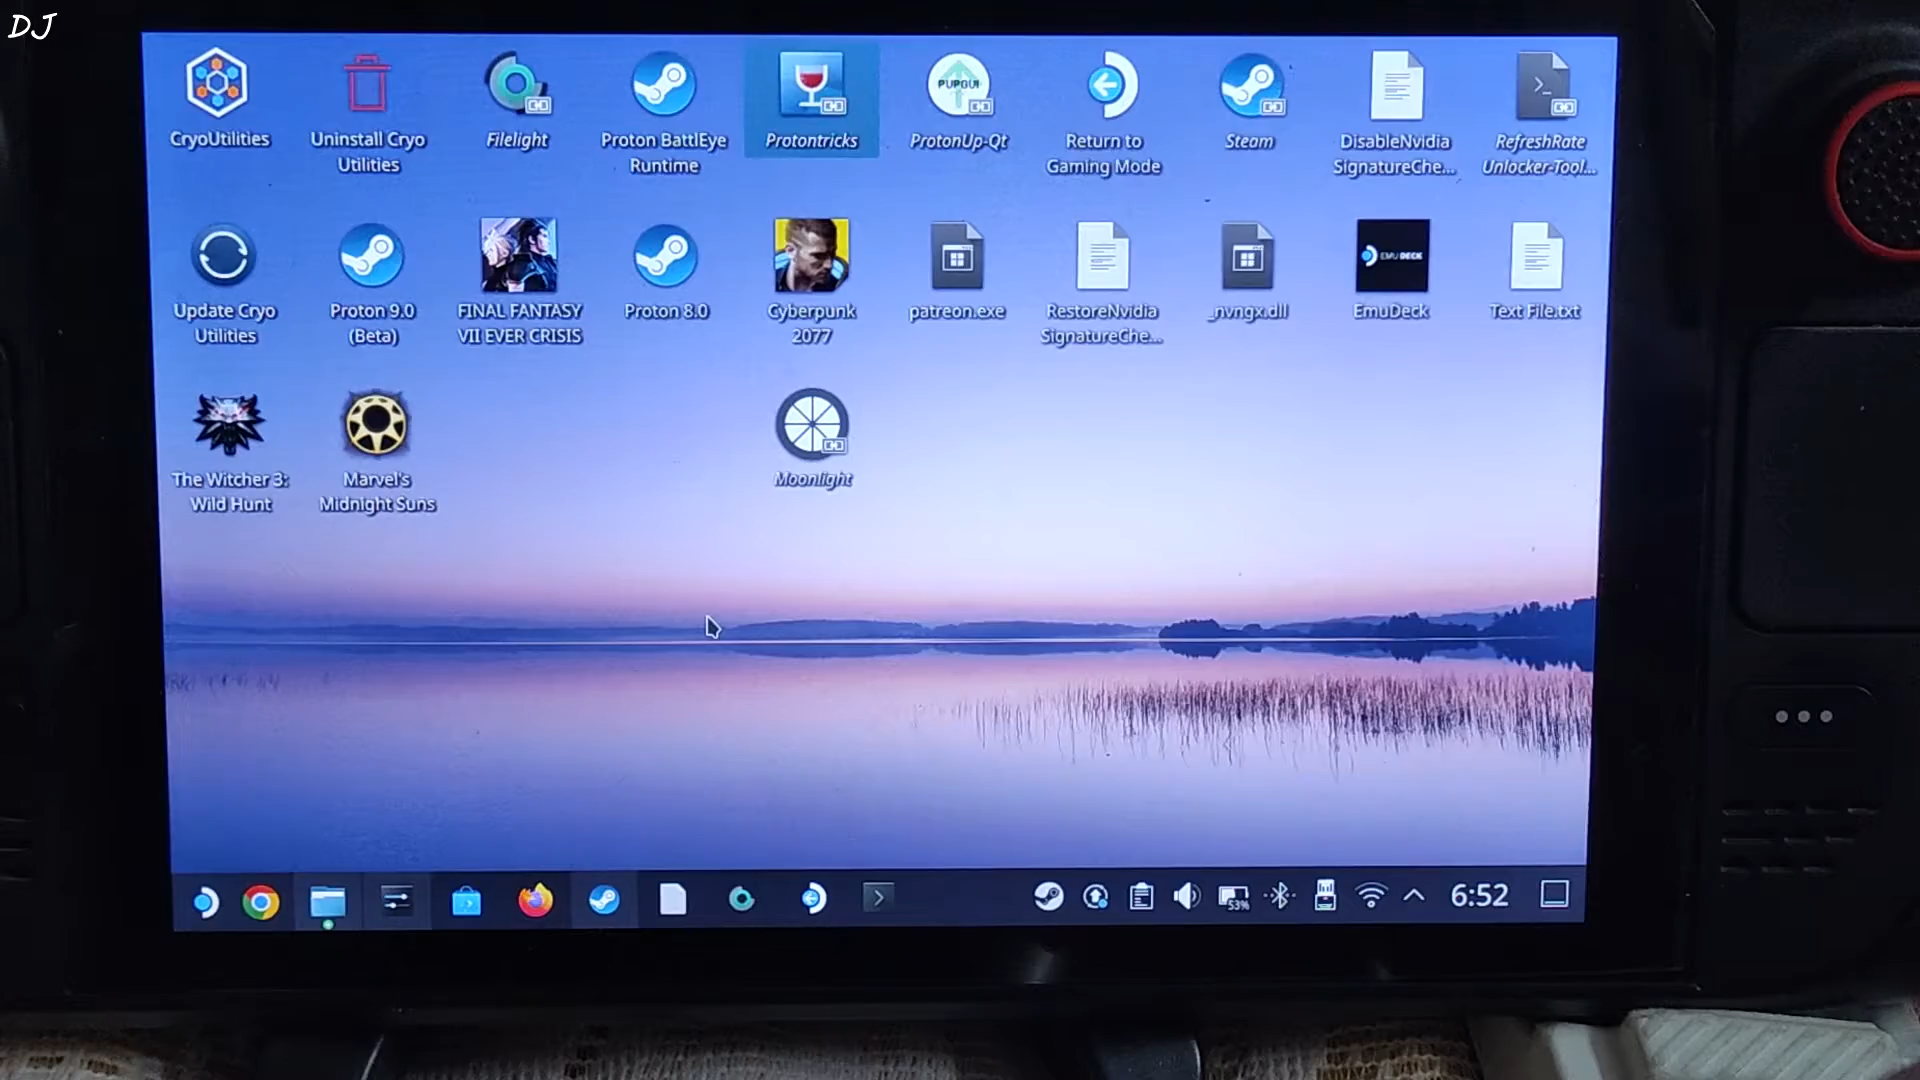 DJ
CryoUtilities
Uninstall Cryo
Utilities
Filelight
Proton BattlEye
Runtime
Protontricks
PUPGUI
ProtonUp-Qt
Return to
Gaming Mode
Steam
DisableNvidia
SignatureChe...
RefreshRate
Unlocker-Tool...
Update Cryo
Utilities
Proton 9.0
(Beta)
FINAL FANTASY
VII EVER CRISIS
Proton 8.0
Cyberpunk
2077
patreon.exe
RestoreNvidia
SignatureChe...
_nvngx.dll
EMUDECK
EmuDeck
Text File.txt
The Witcher 3:
Wild Hunt
Marvel's
Midnight Suns
Moonlight
53%
6:52